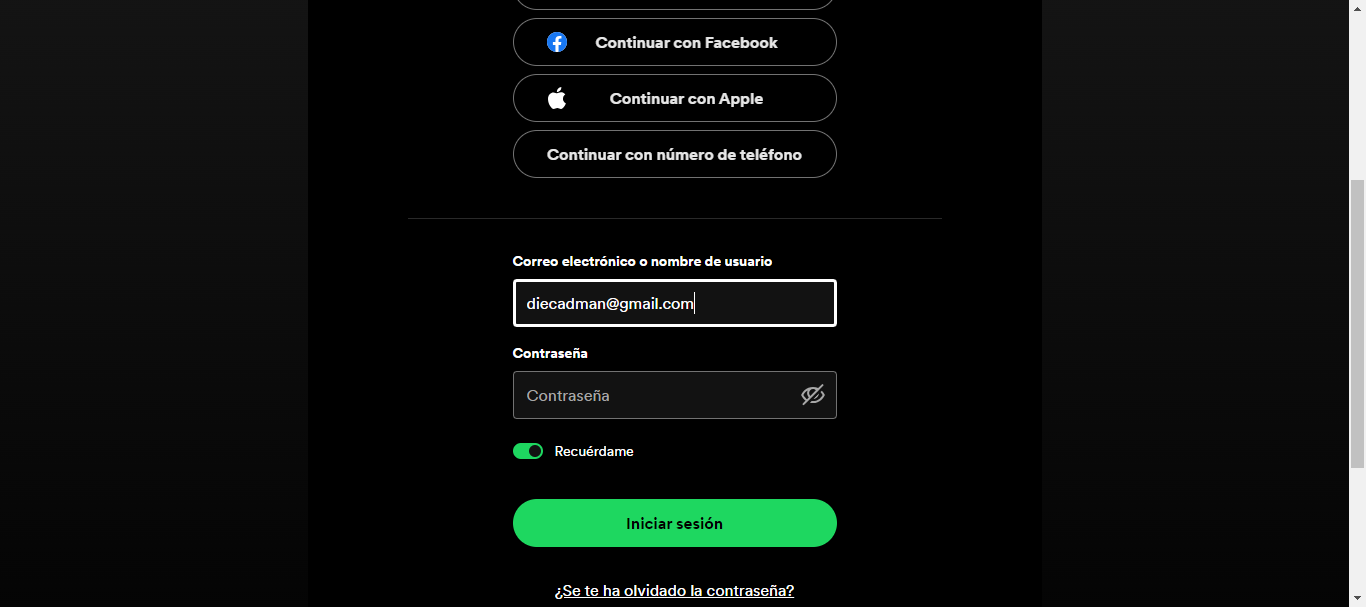 Continuar con Facebook
Continuar con Apple
Continuar con número de teléfono
Correo electrónico o nombre de usuario
diecadman@gmail.com
Contraseña
Contraseña
Recuérdame
Iniciar sesión
¿Se te ha olvidado la contraseña?